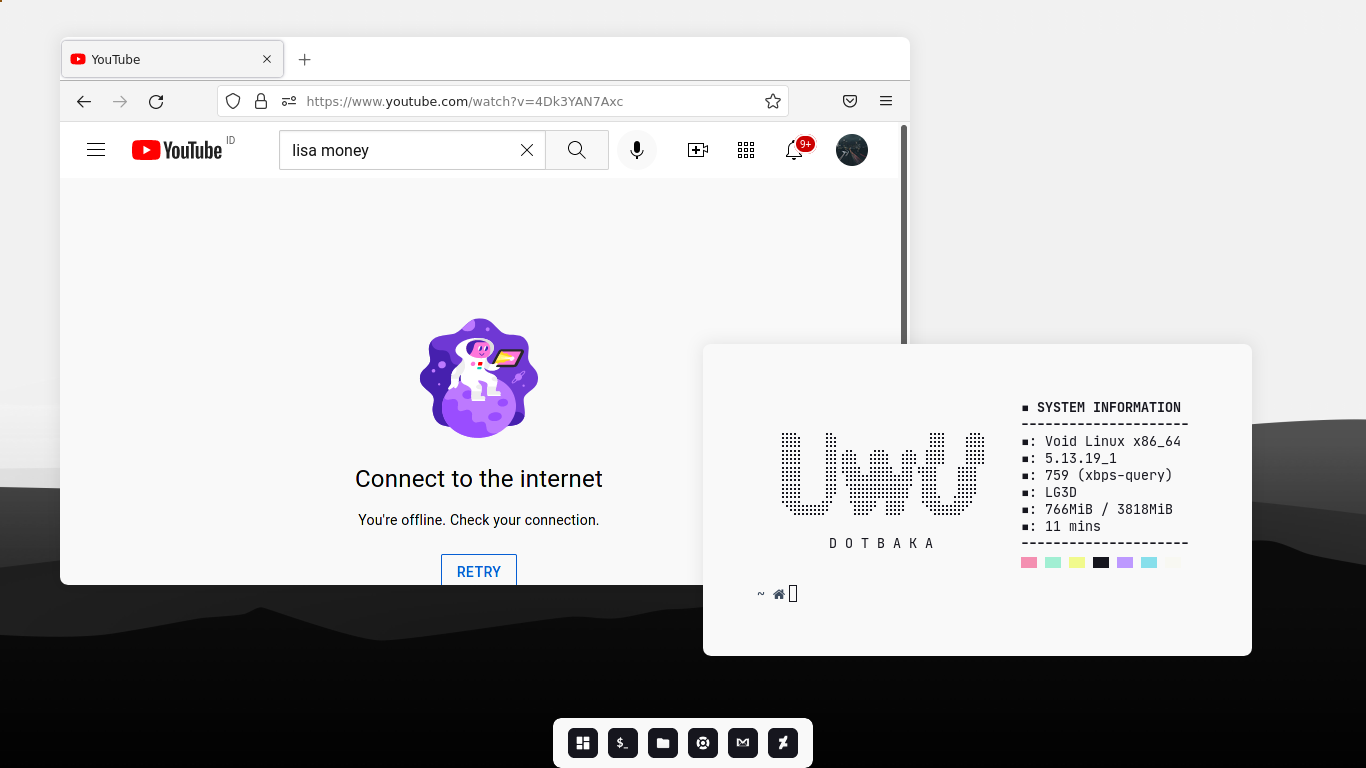 YouTube
https://www.youtube.com/watch?v=4Dk3YAN7Axc
YouTube ID
lisa money
9+
Connect to the internet
You're offline. Check your connection.
RETRY
UwU
DOTBAKA
▪ SYSTEM INFORMATION
---------------------
▪: Void Linux x86_64
▪: 5.13.19_1
▪: 759 (xbps-query)
▪: LG3D
▪: 766MiB / 3818MiB
▪: 11 mins
---------------------
~
$_